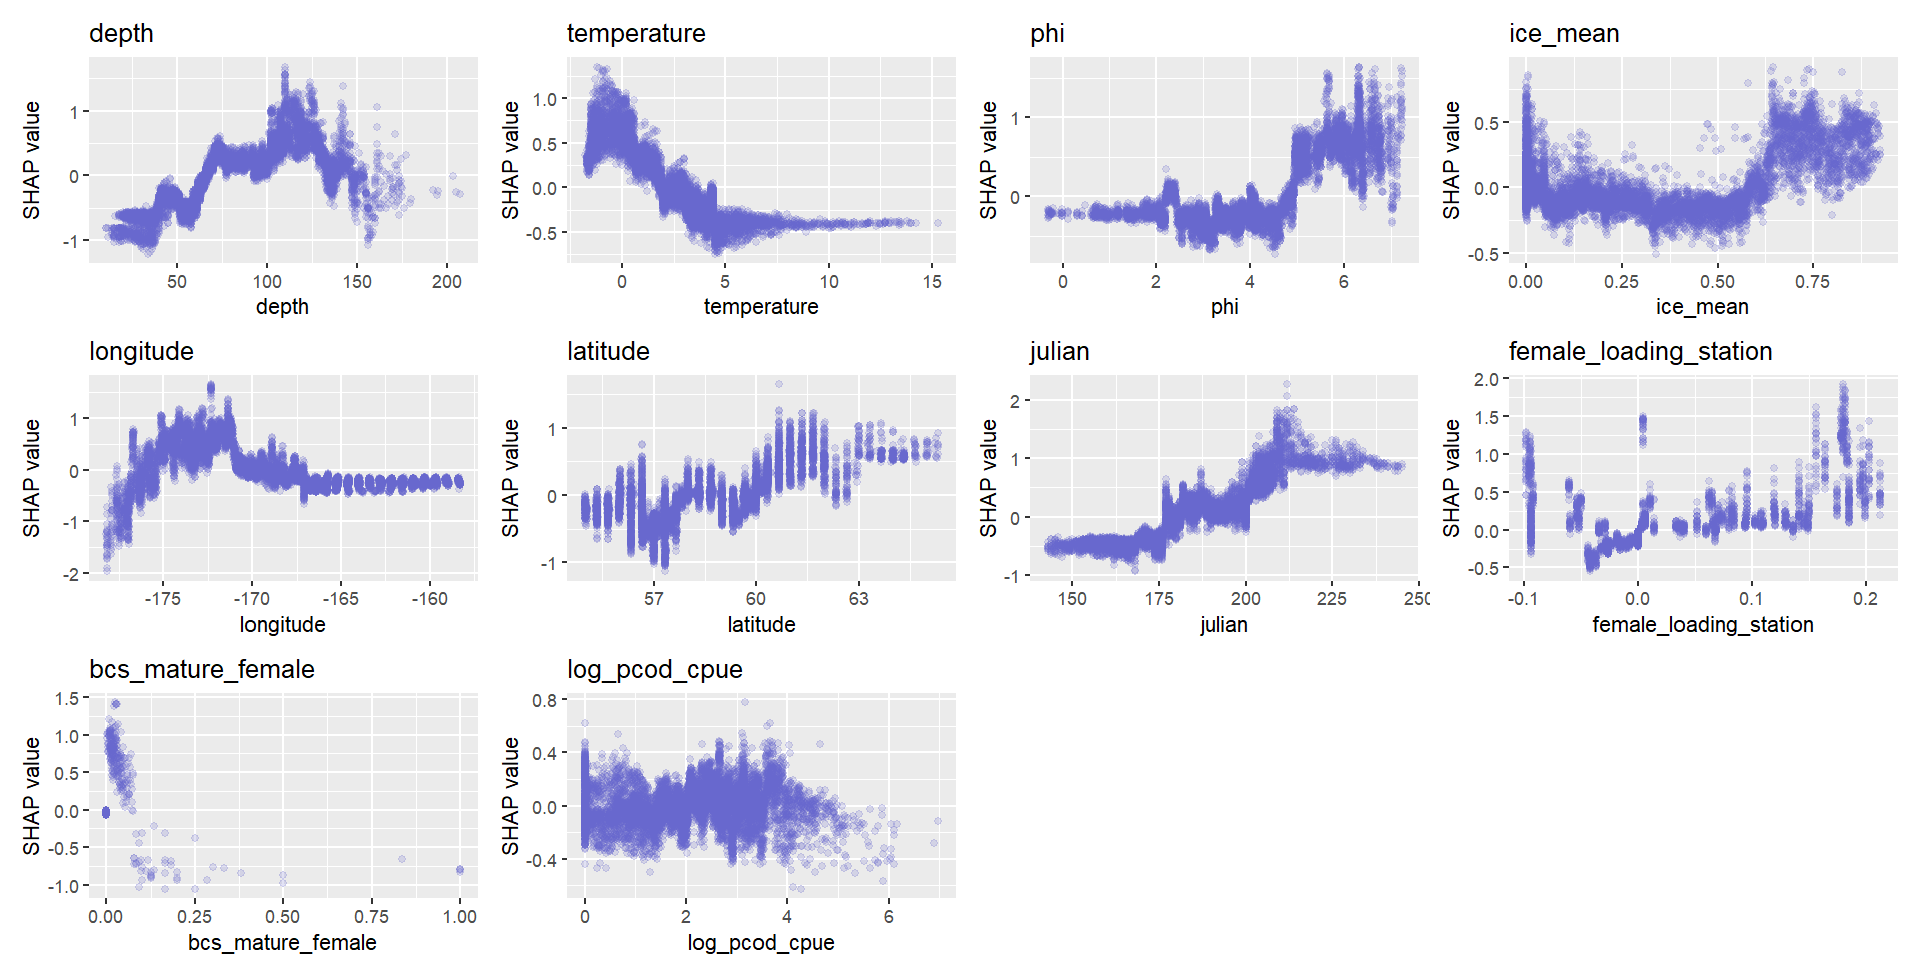 depth
temperature
phi
ice_mean
SHAP value
1
0
-1
50
100
150
200
depth
SHAP value
1.0
0.5
0.0
-0.5
0
5
10
15
temperature
SHAP value
1
0
0
2
4
6
phi
SHAP value
0.5
0.0
-0.5
0.00
0.25
0.50
0.75
ice_mean
longitude
latitude
julian
female_loading_station
SHAP value
1
0
-1
-2
-175
-170
-165
-160
longitude
SHAP value
1
0
-1
57
60
63
latitude
SHAP value
2
1
0
-1
150
175
200
225
250
julian
SHAP value
2.0
1.5
1.0
0.5
0.0
-0.5
-0.1
0.0
0.1
0.2
female_loading_station
bcs_mature_female
log_pcod_cpue
SHAP value
1.5
1.0
0.5
0.0
-0.5
-1.0
0.00
0.25
0.50
0.75
1.00
bcs_mature_female
SHAP value
0.8
0.4
0.0
-0.4
0
2
4
6
log_pcod_cpue